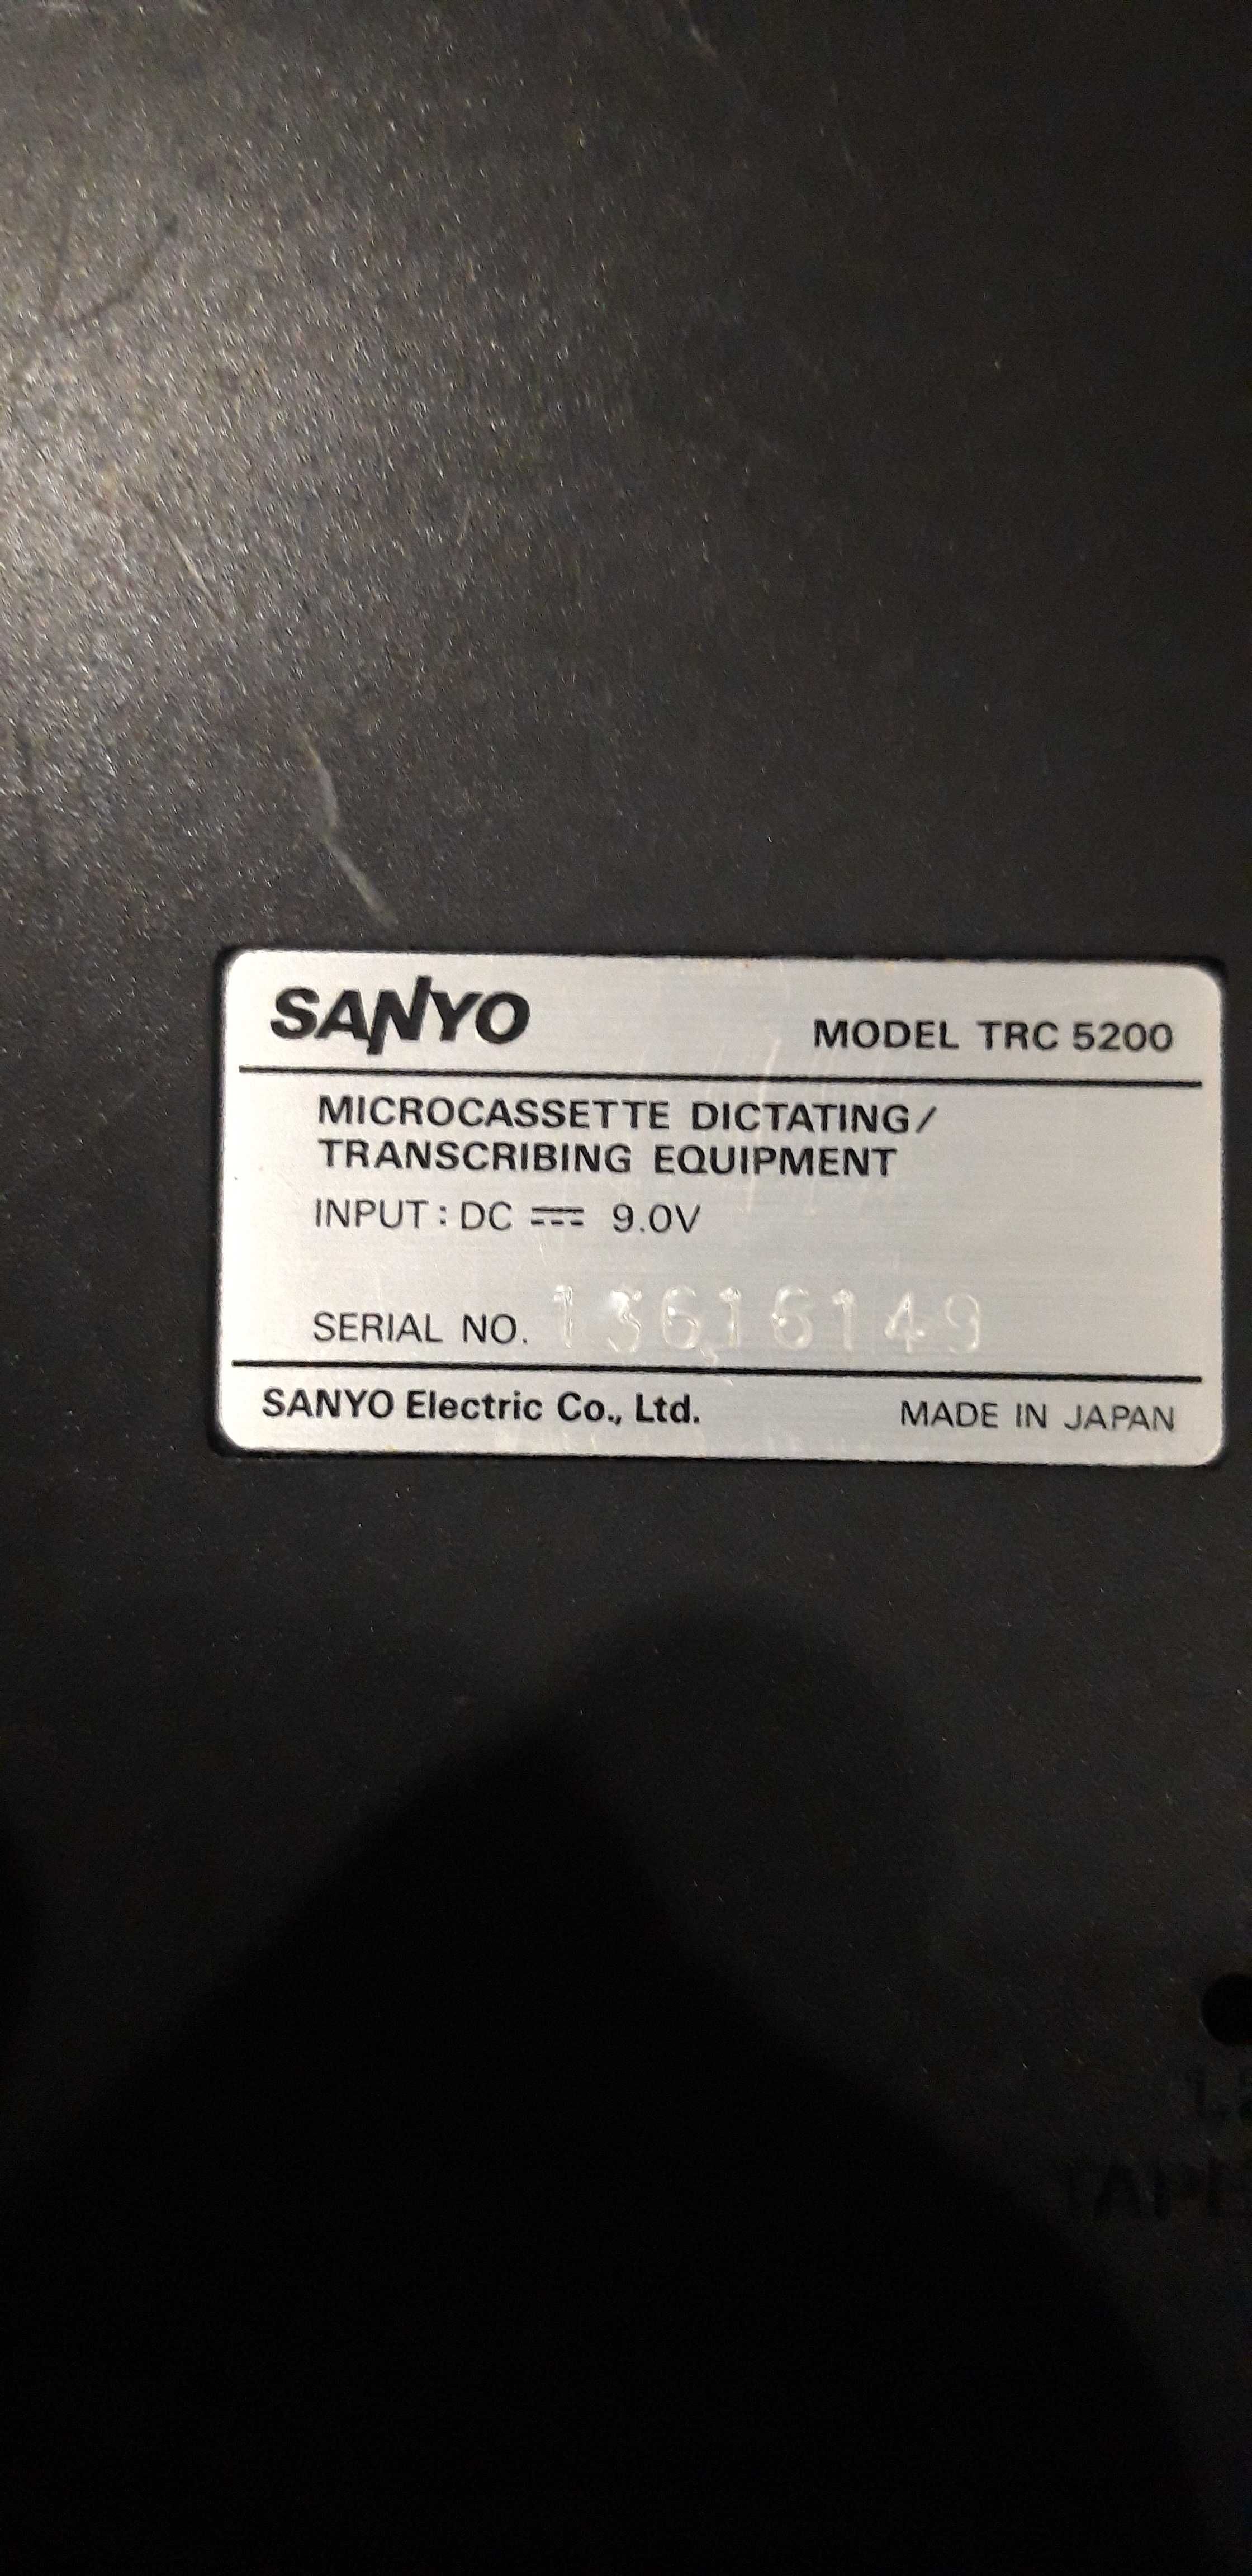 SANYO MODEL TRC 5200
MICROCASSETTE DICTATING/
TRANSCRIBING EQUIPMENT
INPUT : DC ⎓ 9.0V
SERIAL NO. 13616149
SANYO Electric Co., Ltd. MADE IN JAPAN